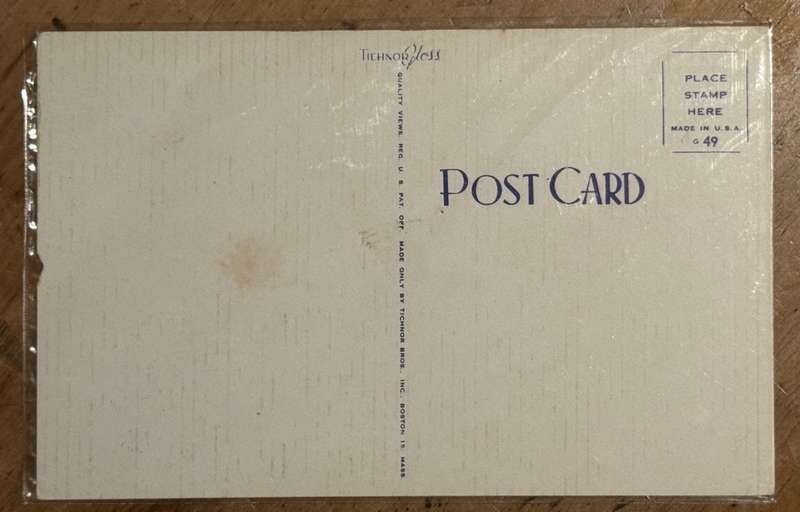 TICHNOR Gloss
QUALITY VIEWS. REG. U. S. PAT. OFF. MADE ONLY BY TICHNOR BROS., INC., BOSTON 15, MASS.
PLACE
STAMP
HERE
MADE IN U.S.A.
G 49
POST CARD